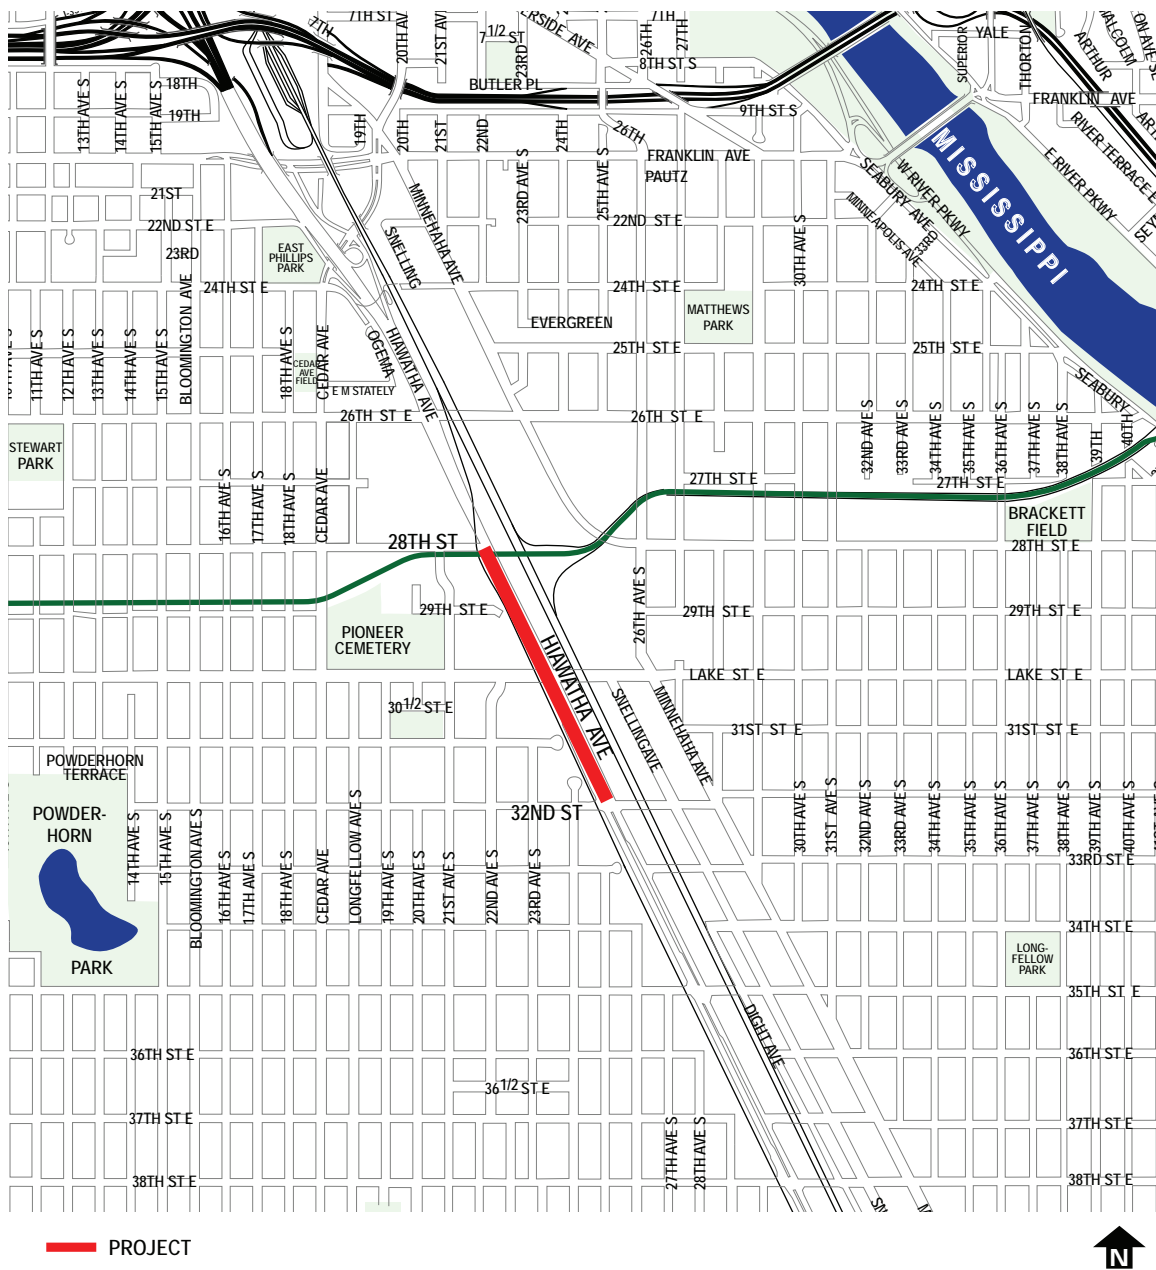 7TH
7TH ST
20TH AV
21ST AV
7 1/2 ST
23RD
ERSIDE AVE
26TH
7TH
27TH
8TH ST S
SUPERIOR
YALE
THORTON
ARTHUR
MALCOLM
ON AVE SE
13TH AVE S
14TH AVE S
15TH AVE S
18TH
19TH
BUTLER PL
9TH ST S
FRANKLIN AVE
19TH
20TH
21ST
22ND
24TH
26TH
ART
RIVER TERRACE E
FRANKLIN AVE
PAUTZ
MISSISSIPPI
E RIVER PKWY
SEY
W RIVER PKWY
SEABURY AVE
MINNEAPOLIS AVE
33RD
21ST
22ND ST E
23RD
MINNEHAHA AVE
SNELLING
23RD AVE S
25TH AVE S
22ND ST E
30TH AVE S
EAST
PHILLIPS
PARK
24TH ST E
24TH ST E
24TH ST E
BLOOMINGTON AVE
EVERGREEN
MATTHEWS
PARK
11TH AVE S
12TH AVE S
13TH AVE S
14TH AVE S
15TH AVE S
18TH AVE S
CEDAR AVE
CEDAR
AVE
FIELD
OGEMA
HIAWATHA AVE
25TH ST E
25TH ST E
SEABURY
E M STATELY
26TH ST E
26TH ST E
32ND AVE S
33RD AVE S
34TH AVE S
35TH AVE S
36TH AVE S
37TH AVE S
38TH AVE S
39TH
40TH
STEWART
PARK
16TH AVE S
17TH AVE S
18TH AVE S
CEDAR AVE
27TH ST E
27TH ST E
BRACKETT
FIELD
28TH ST
28TH ST E
26TH AVE S
29TH ST E
29TH ST E
29TH ST E
PIONEER
CEMETERY
HIAWATHA AVE
LAKE ST E
LAKE ST E
SNELLING AVE
MINNEHAHA AVE
30 1/2 ST E
31ST ST E
31ST ST E
POWDERHORN
TERRACE
POWDER-
HORN
PARK
32ND ST
14TH AVE S
15TH AVE S
BLOOMINGTON AVE S
16TH AVE S
17TH AVE S
18TH AVE S
CEDAR AVE
LONGFELLOW AVE S
19TH AVE S
20TH AVE S
21ST AVE S
22ND AVE S
23RD AVE S
30TH AVE S
31ST AVE S
32ND AVE S
33RD AVE S
34TH AVE S
35TH AVE S
36TH AVE S
37TH AVE S
38TH AVE S
39TH AVE S
40TH AVE S
33RD ST E
34TH ST E
LONG-
FELLOW
PARK
35TH ST E
DIGHT AVE
36TH ST E
36TH ST E
36 1/2 ST E
37TH ST E
37TH ST E
27TH AVE S
28TH AVE S
38TH ST E
38TH ST E
SN
PROJECT
N